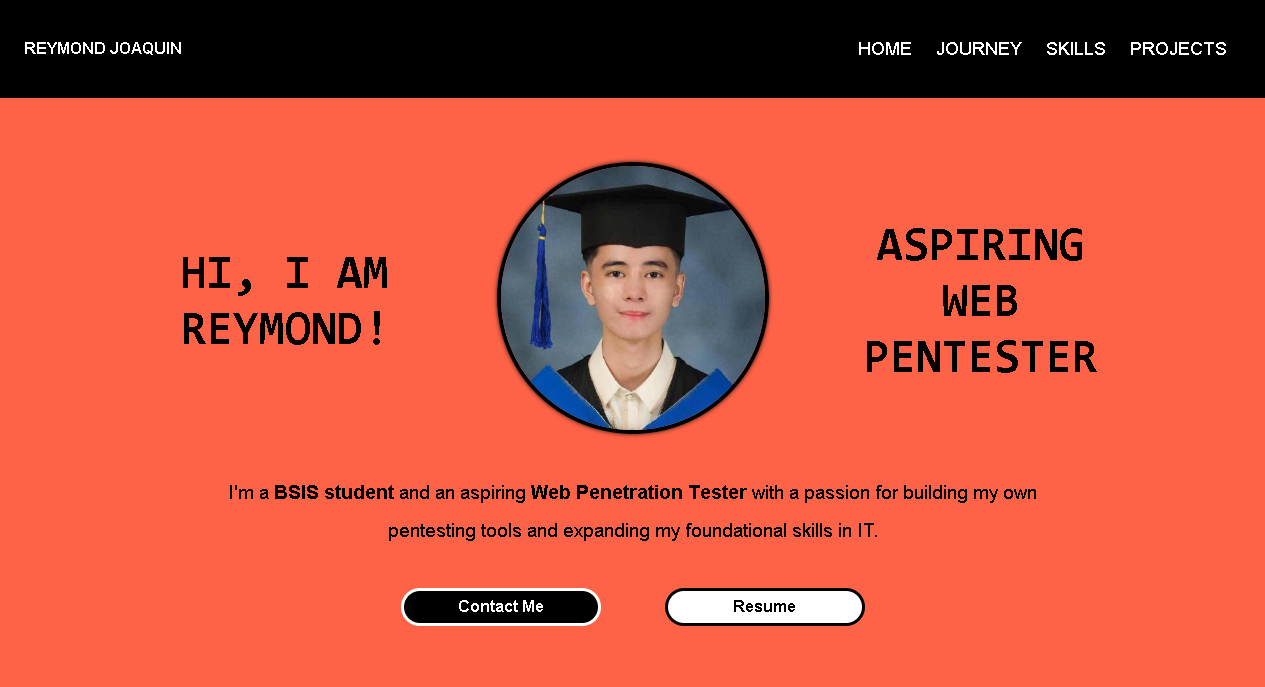 REYMOND JOAQUIN
HOME JOURNEY SKILLS PROJECTS
HI, I AM
REYMOND!
ASPIRING
WEB
PENTESTER
I'm a BSIS student and an aspiring Web Penetration Tester with a passion for building my own
pentesting tools and expanding my foundational skills in IT.
Contact Me
Resume